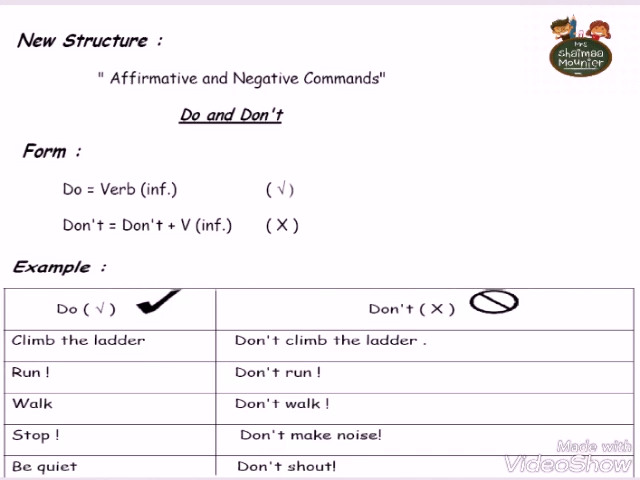 New Structure :
Mrs
Shaimaa
Mounier
" Affirmative and Negative Commands"
Do and Don't
Form :
Do = Verb (inf.) ( √ )
Don't = Don't + V (inf.) ( X )
Example :
Do ( √ ) Don't ( X )
Climb the ladder Don't climb the ladder .
Run ! Don't run !
Walk Don't walk !
Stop ! Don't make noise!
Be quiet Don't shout!
Made with
VideoShow